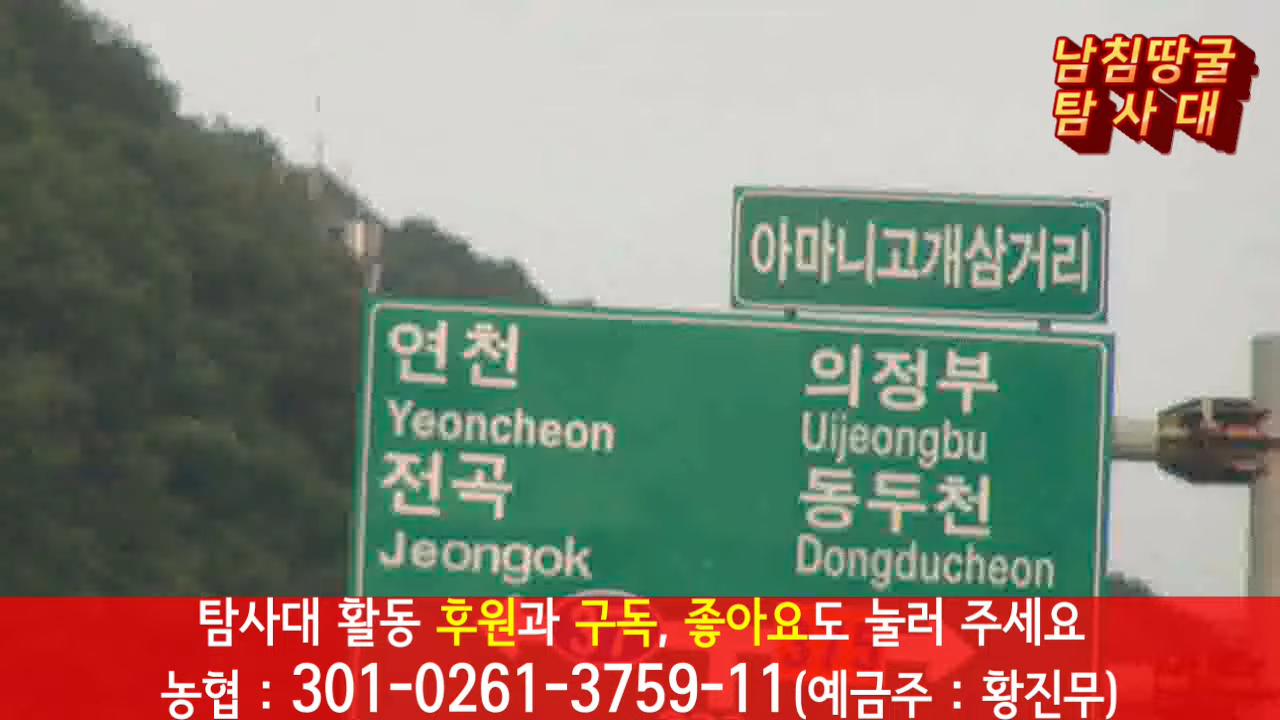 남침땅굴
탐사대
아마니고개삼거리
연천
Yeoncheon
전곡
Jeongok
의정부
Uijeongbu
동두천
Dongducheon
탐사대 활동 후원과 구독, 좋아요도 눌러 주세요
농협 : 301-0261-3759-11(예금주 : 황진무)